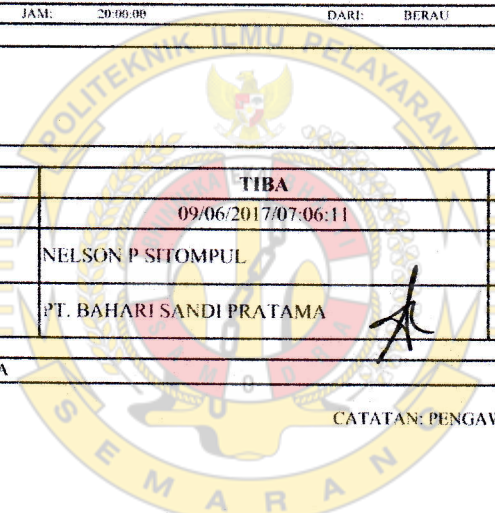 JAM: 20:00:00 DARI: BERAU
POLITEKNIK ILMU PELAYARAN
TIBA
09/06/2017/07:06:11
NELSON P SITOMPUL
PT. BAHARI SANDI PRATAMA
A
CATATAN: PENGAW
SEMARANG